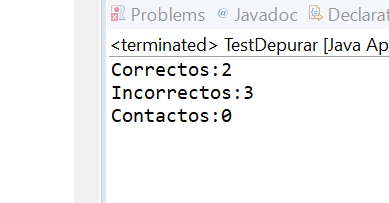 Problems @ Javadoc Declarat
<terminated> TestDepurar [Java Ap
Correctos:2
Incorrectos:3
Contactos:0